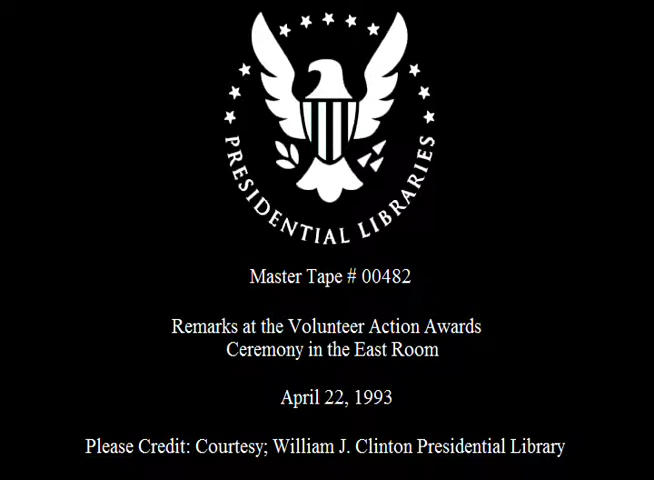 PRESIDENTIAL LIBRARIES
Master Tape # 00482
Remarks at the Volunteer Action Awards
Ceremony in the East Room
April 22, 1993
Please Credit: Courtesy; William J. Clinton Presidential Library